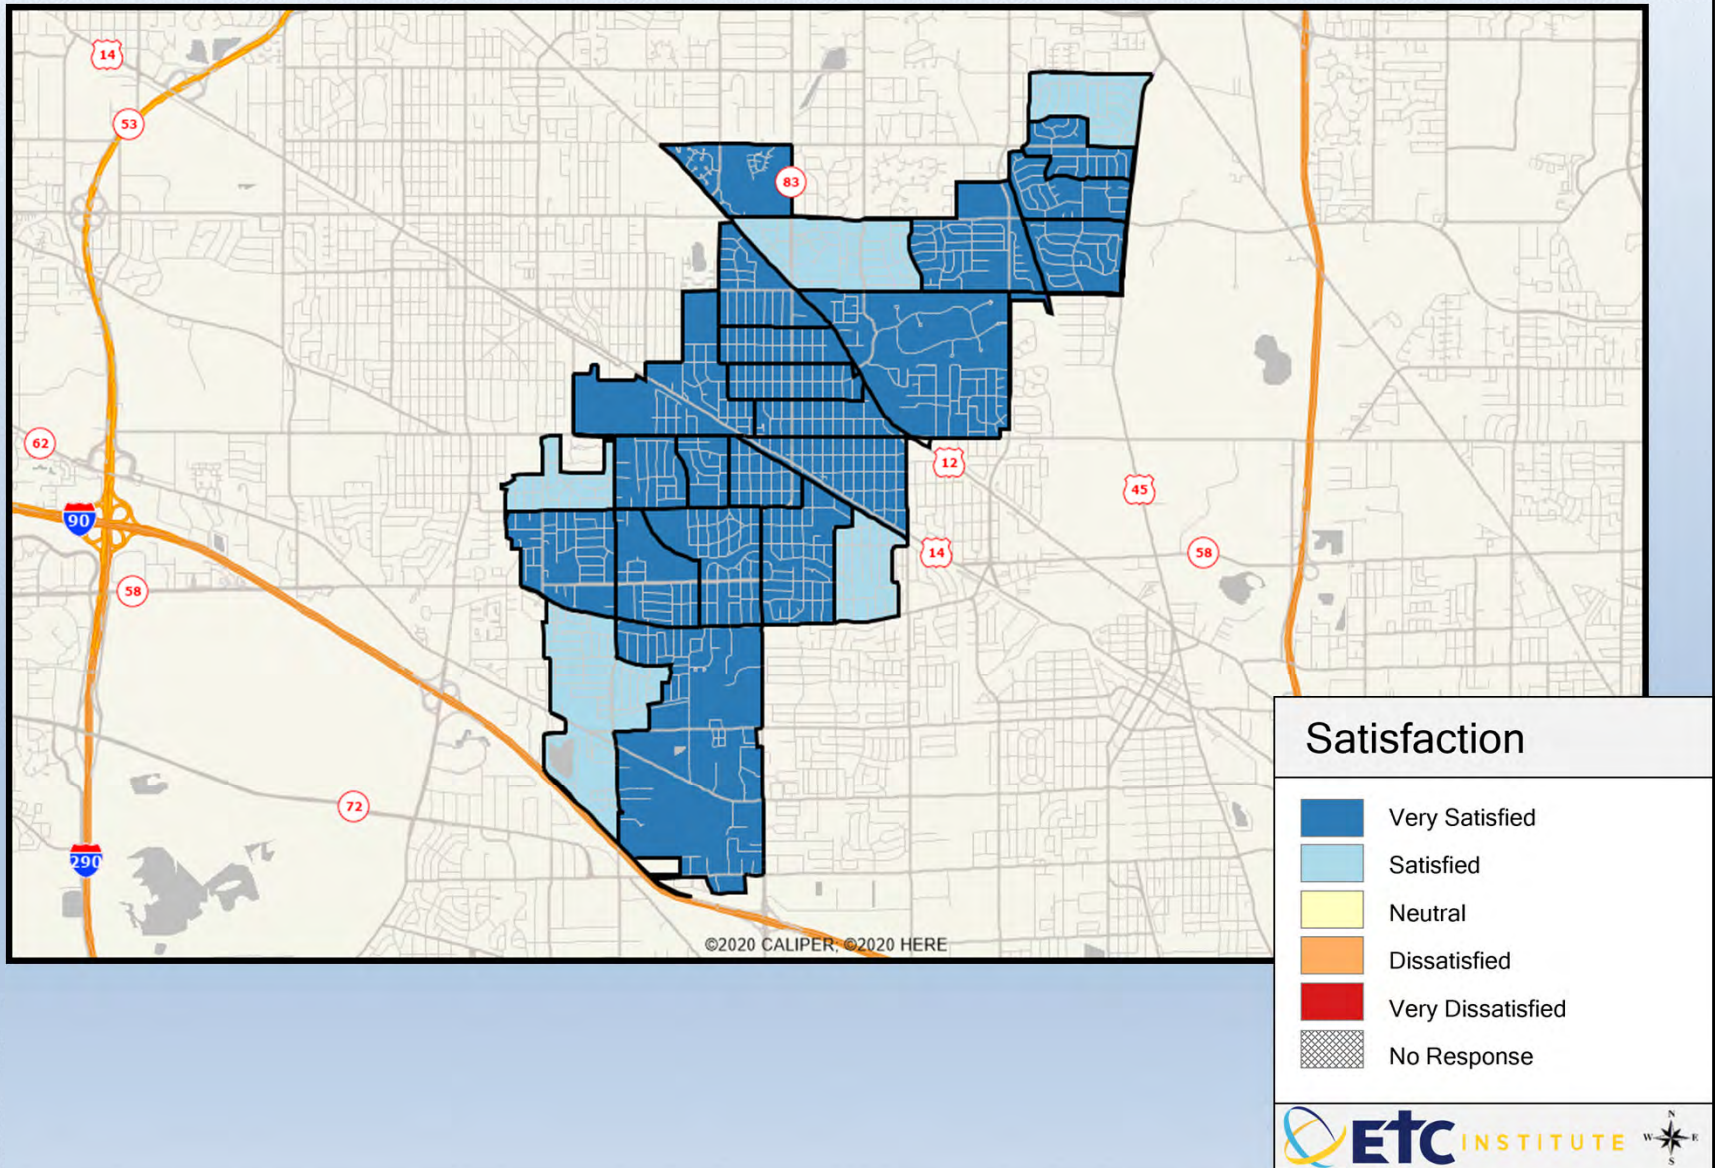 14
53
83
62
12
45
90
14
58
58
72
290
©2020 CALIPER; ©2020 HERE
Satisfaction
Very Satisfied
Satisfied
Neutral
Dissatisfied
Very Dissatisfied
No Response
ETC INSTITUTE
N
W E
S